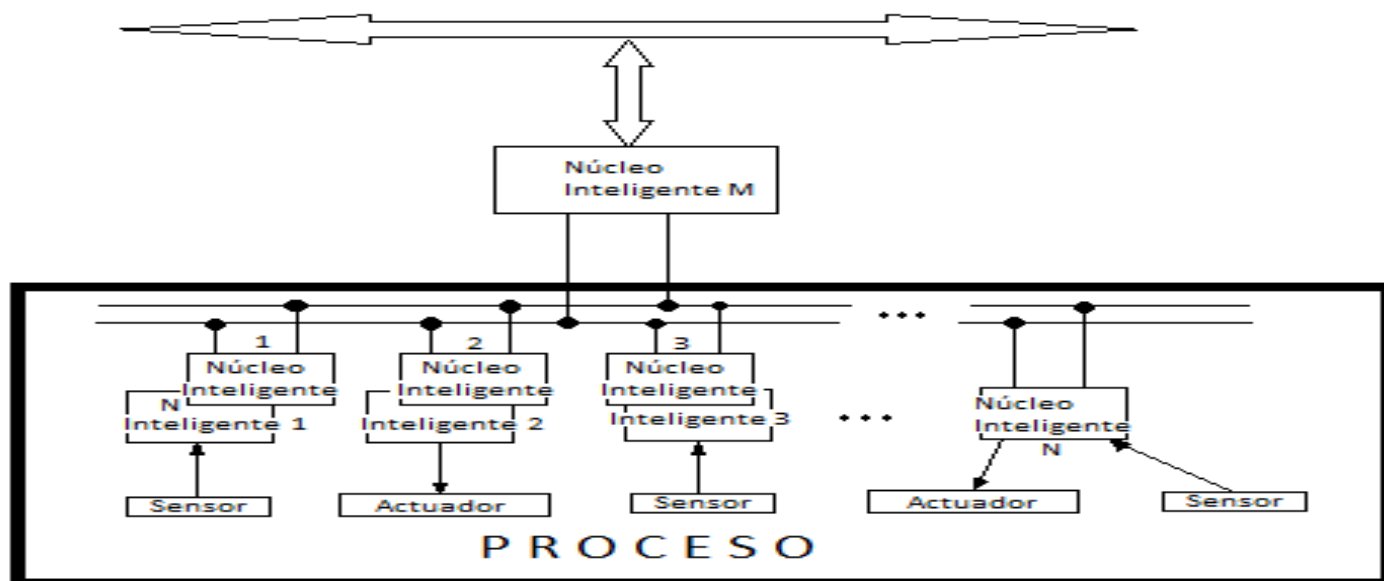 Núcleo
Inteligente M
1
2
3
Núcleo
Inteligente
Núcleo
Inteligente
Núcleo
Inteligente
N
Inteligente 1
Inteligente 2
Inteligente 3
Núcleo
Inteligente
N
Sensor
Actuador
Sensor
Actuador
Sensor
PROCESO